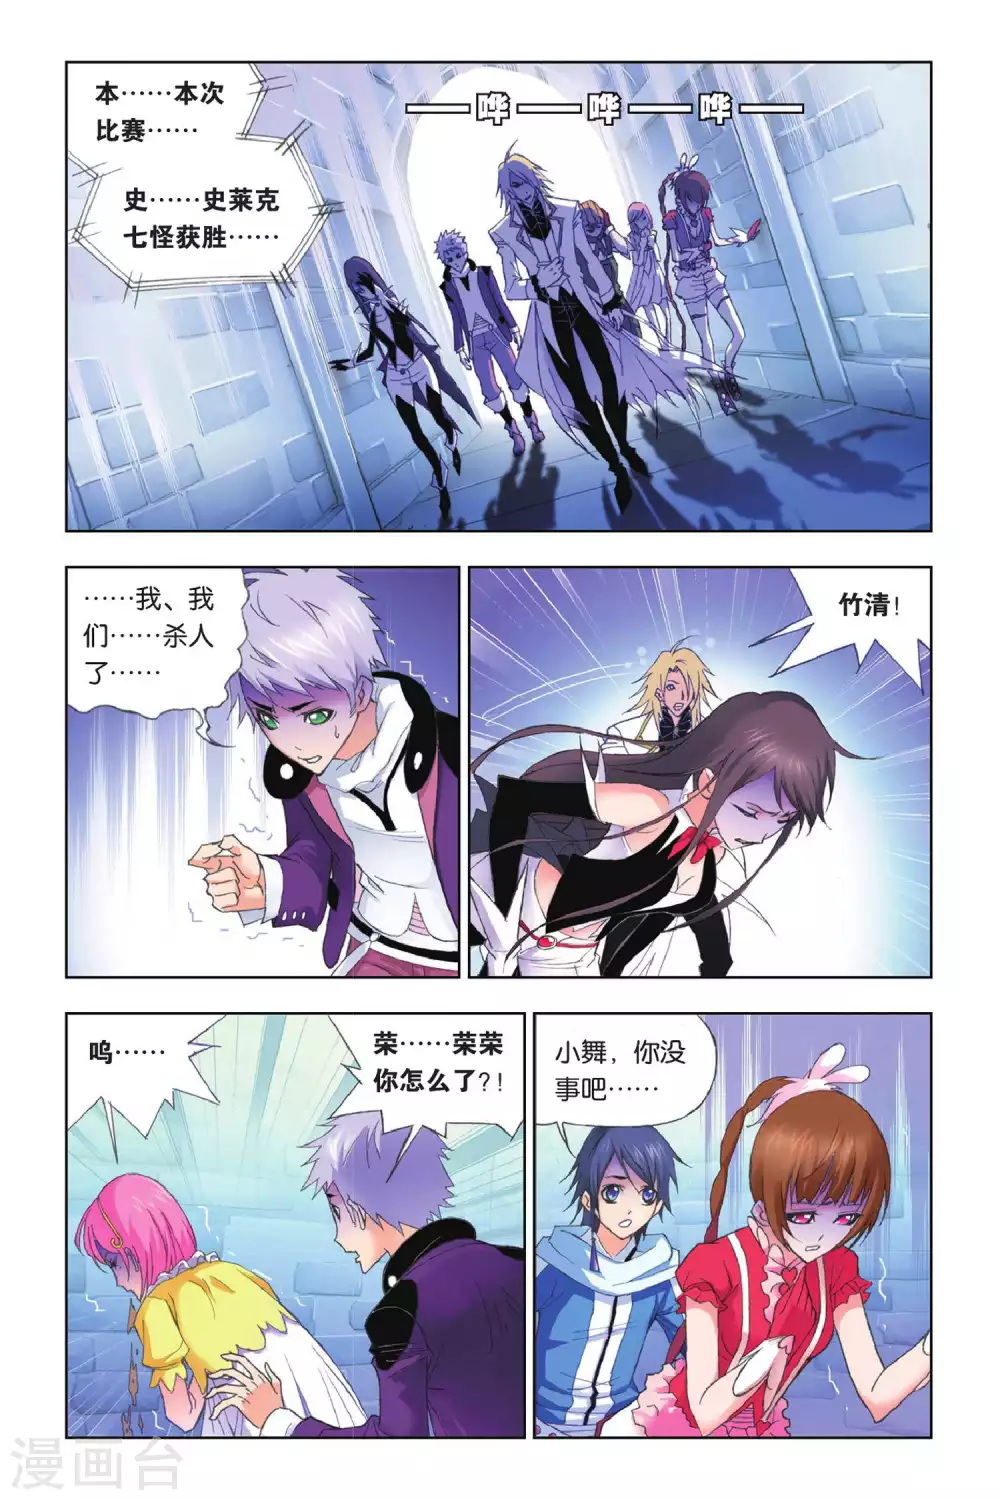 本……本次
比赛……
史……史莱克
七怪获胜……
——哗——哗——哗——
……我、我
们……杀人
了……
竹清!
呜……
荣……荣荣
你怎么了?!
小舞，你没
事吧……
漫画台